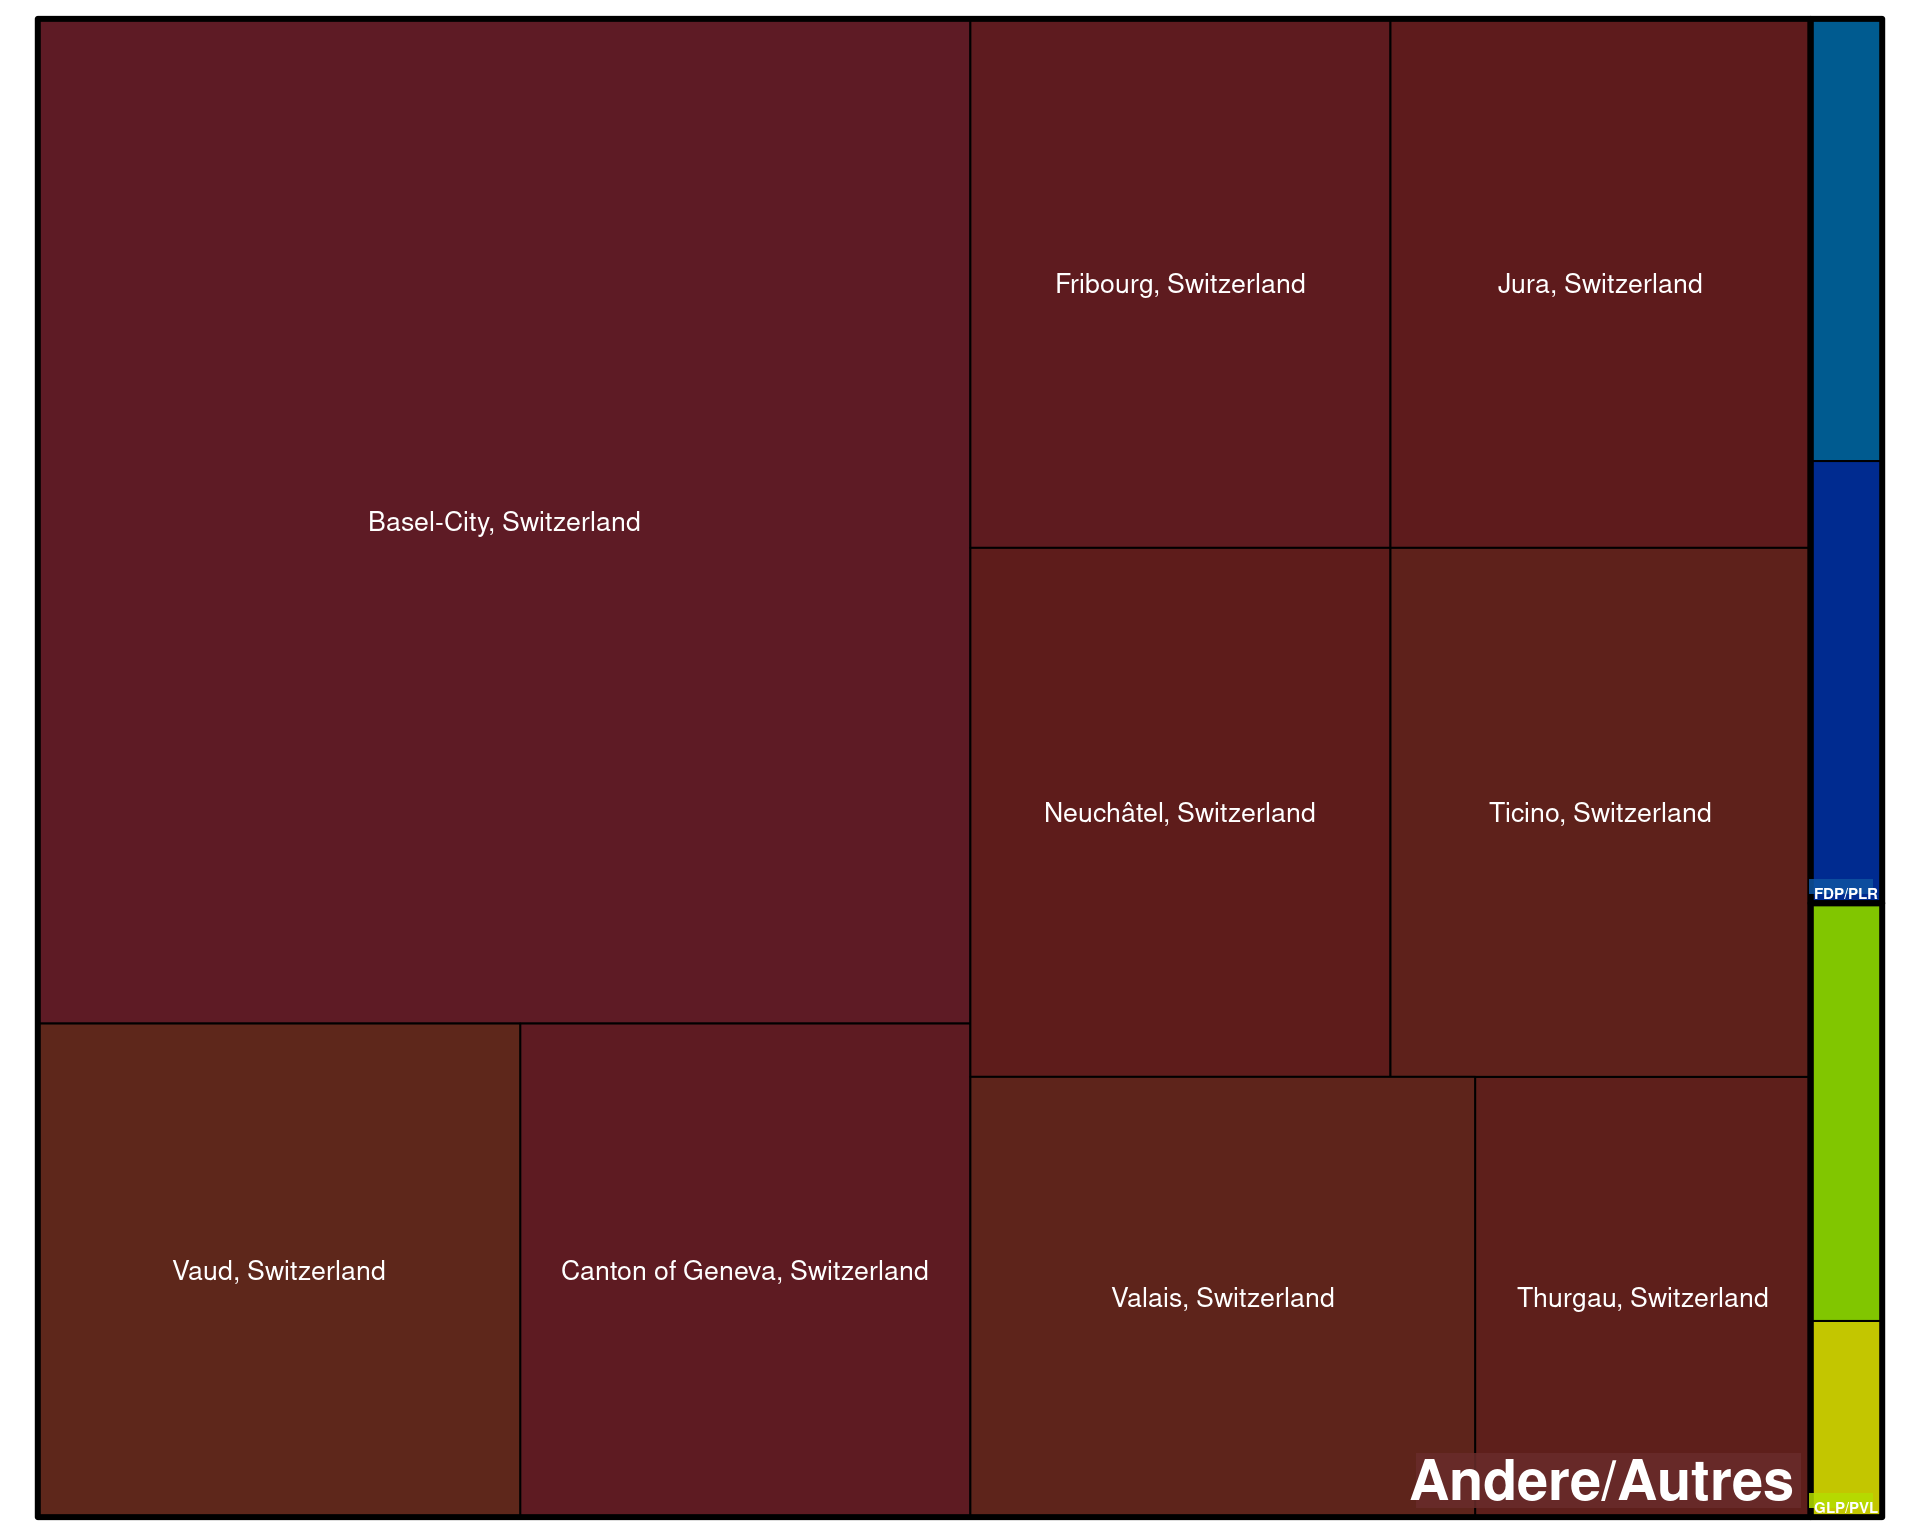 Basel-City, Switzerland
Fribourg, Switzerland
Jura, Switzerland
Neuchâtel, Switzerland
Ticino, Switzerland
FDP/PLR
Vaud, Switzerland
Canton of Geneva, Switzerland
Valais, Switzerland
Thurgau, Switzerland
Andere/Autres
GLP/PVL